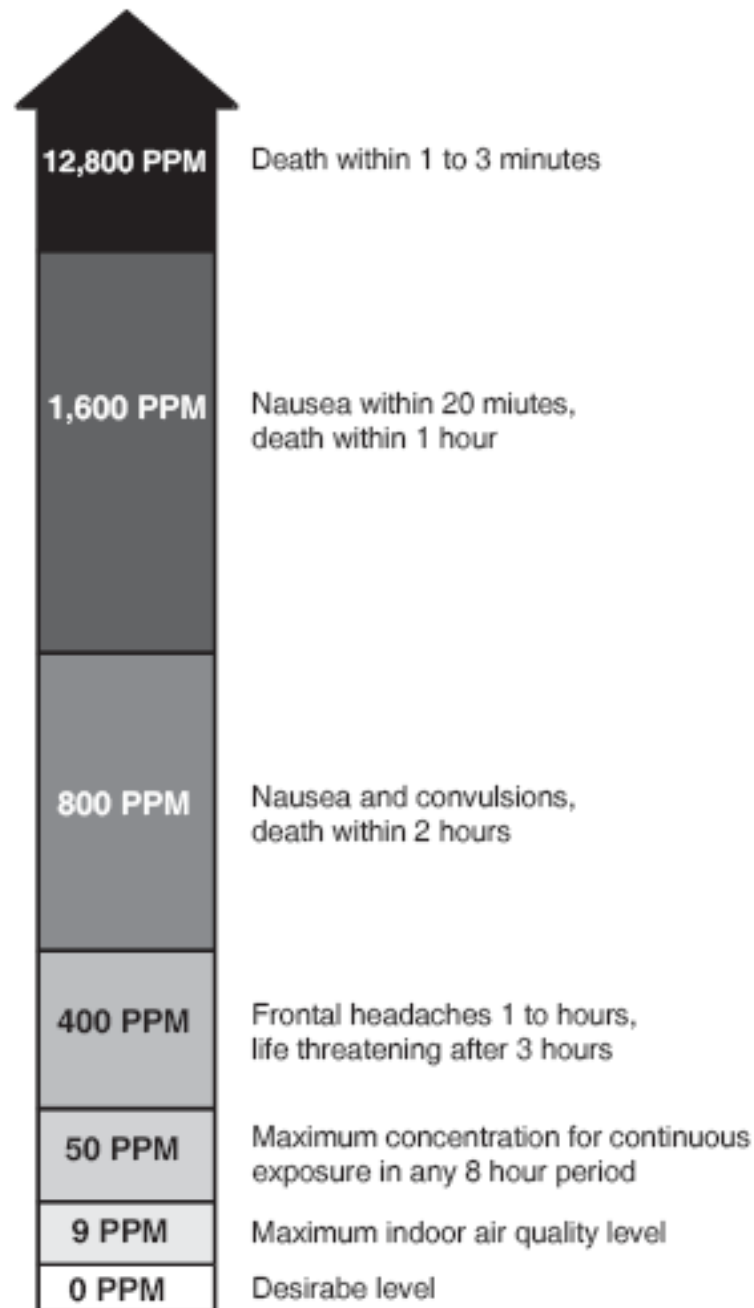 12,800 PPM Death within 1 to 3 minutes
1,600 PPM Nausea within 20 miutes,
death within 1 hour
800 PPM Nausea and convulsions,
death within 2 hours
400 PPM Frontal headaches 1 to hours,
life threatening after 3 hours
50 PPM Maximum concentration for continuous
exposure in any 8 hour period
9 PPM Maximum indoor air quality level
0 PPM Desirabe level